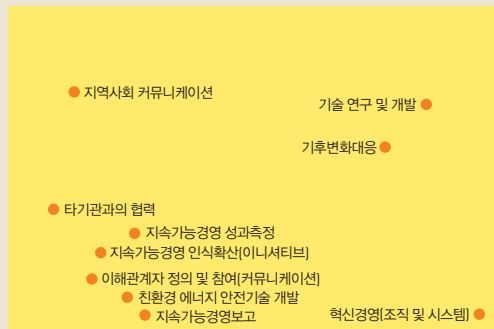 지역사회 커뮤니케이션
기술 연구 및 개발
기후변화대응
타기관과의 협력
지속가능경영 성과측정
지속가능경영 인식확산(이니셔티브)
이해관계자 정의 및 참여(커뮤니케이션)
친환경 에너지 안전기술 개발
지속가능경영보고
혁신경영(조직 및 시스템)